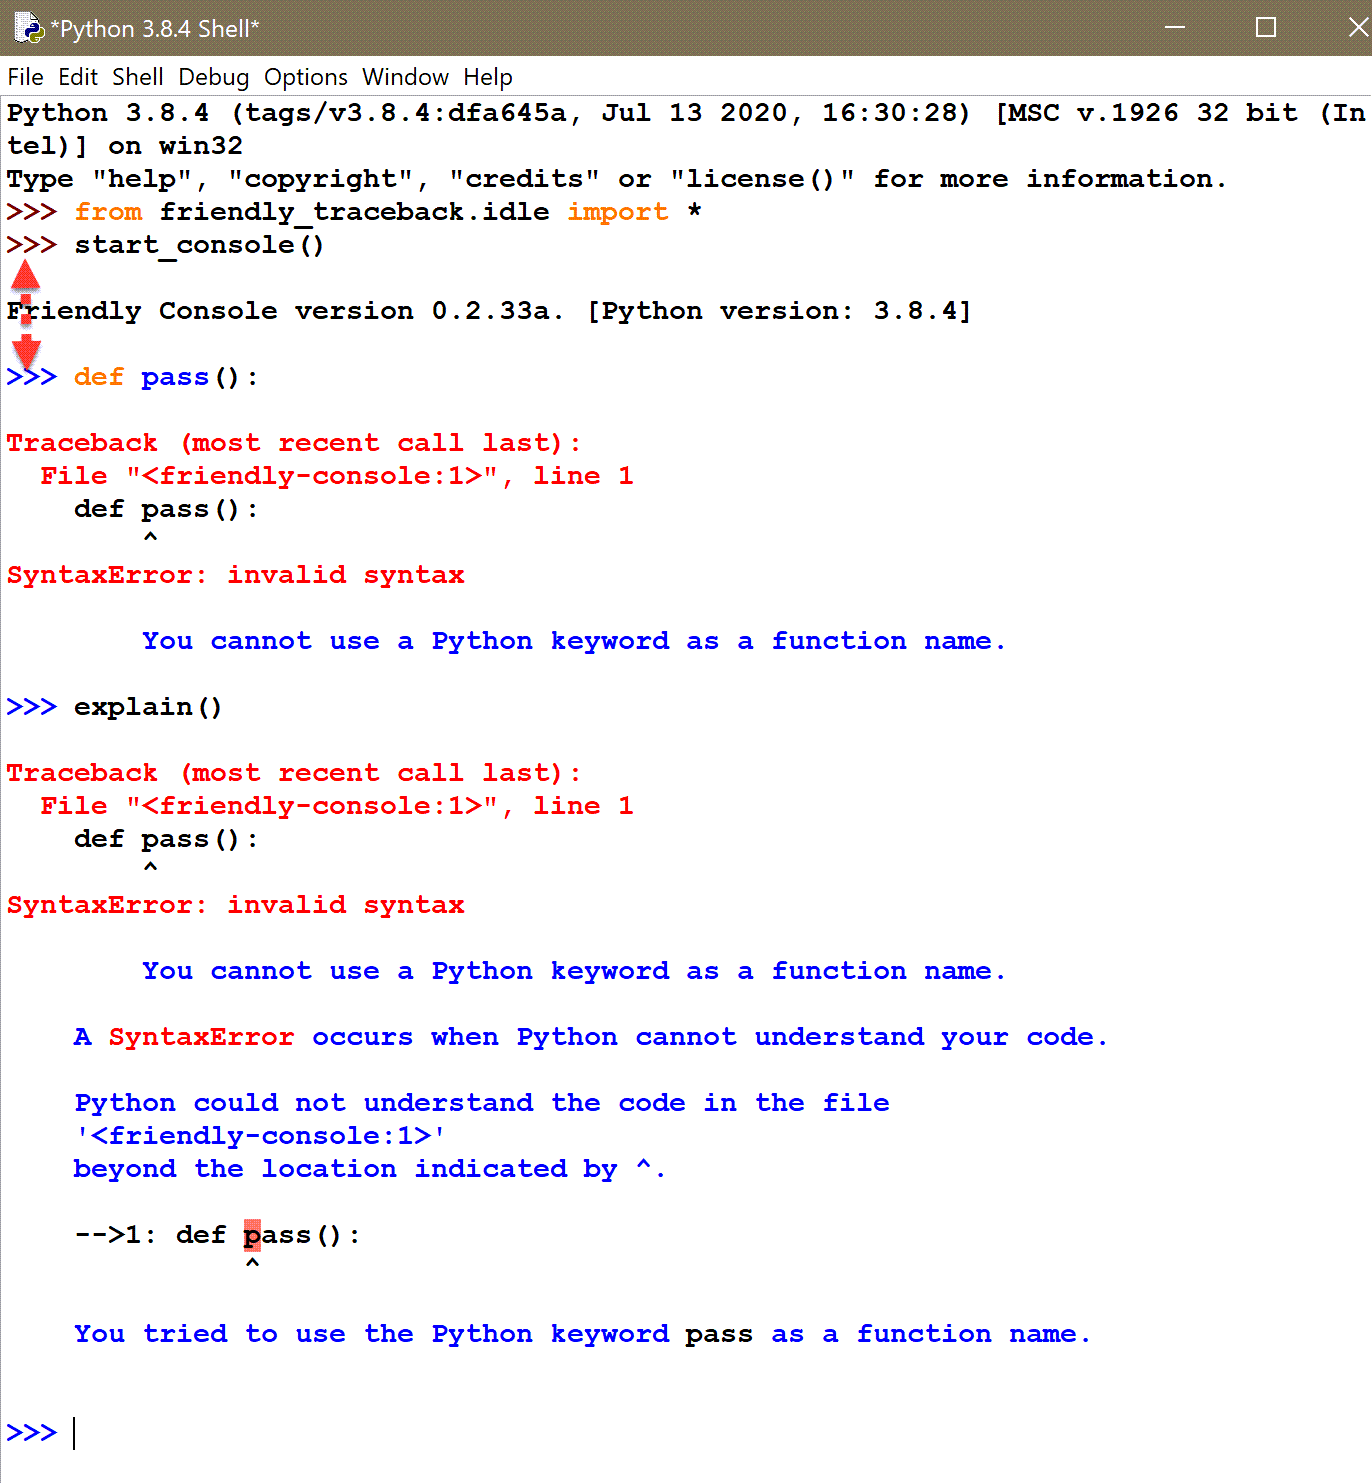 *Python 3.8.4 Shell*
File Edit Shell Debug Options Window Help
Python 3.8.4 (tags/v3.8.4:dfa645a, Jul 13 2020, 16:30:28) [MSC v.1926 32 bit (In
tel)] on win32
Type "help", "copyright", "credits" or "license()" for more information.
>>> from friendly_traceback.idle import *
>>> start_console()
Friendly Console version 0.2.33a. [Python version: 3.8.4]
>>> def pass():
Traceback (most recent call last):
  File "<friendly-console:1>", line 1
    def pass():
        ^
SyntaxError: invalid syntax
        You cannot use a Python keyword as a function name.
>>> explain()
Traceback (most recent call last):
  File "<friendly-console:1>", line 1
    def pass():
        ^
SyntaxError: invalid syntax
        You cannot use a Python keyword as a function name.
    A SyntaxError occurs when Python cannot understand your code.
    Python could not understand the code in the file
    '<friendly-console:1>'
    beyond the location indicated by ^.
    -->1: def pass():
              ^
    You tried to use the Python keyword pass as a function name.
>>>